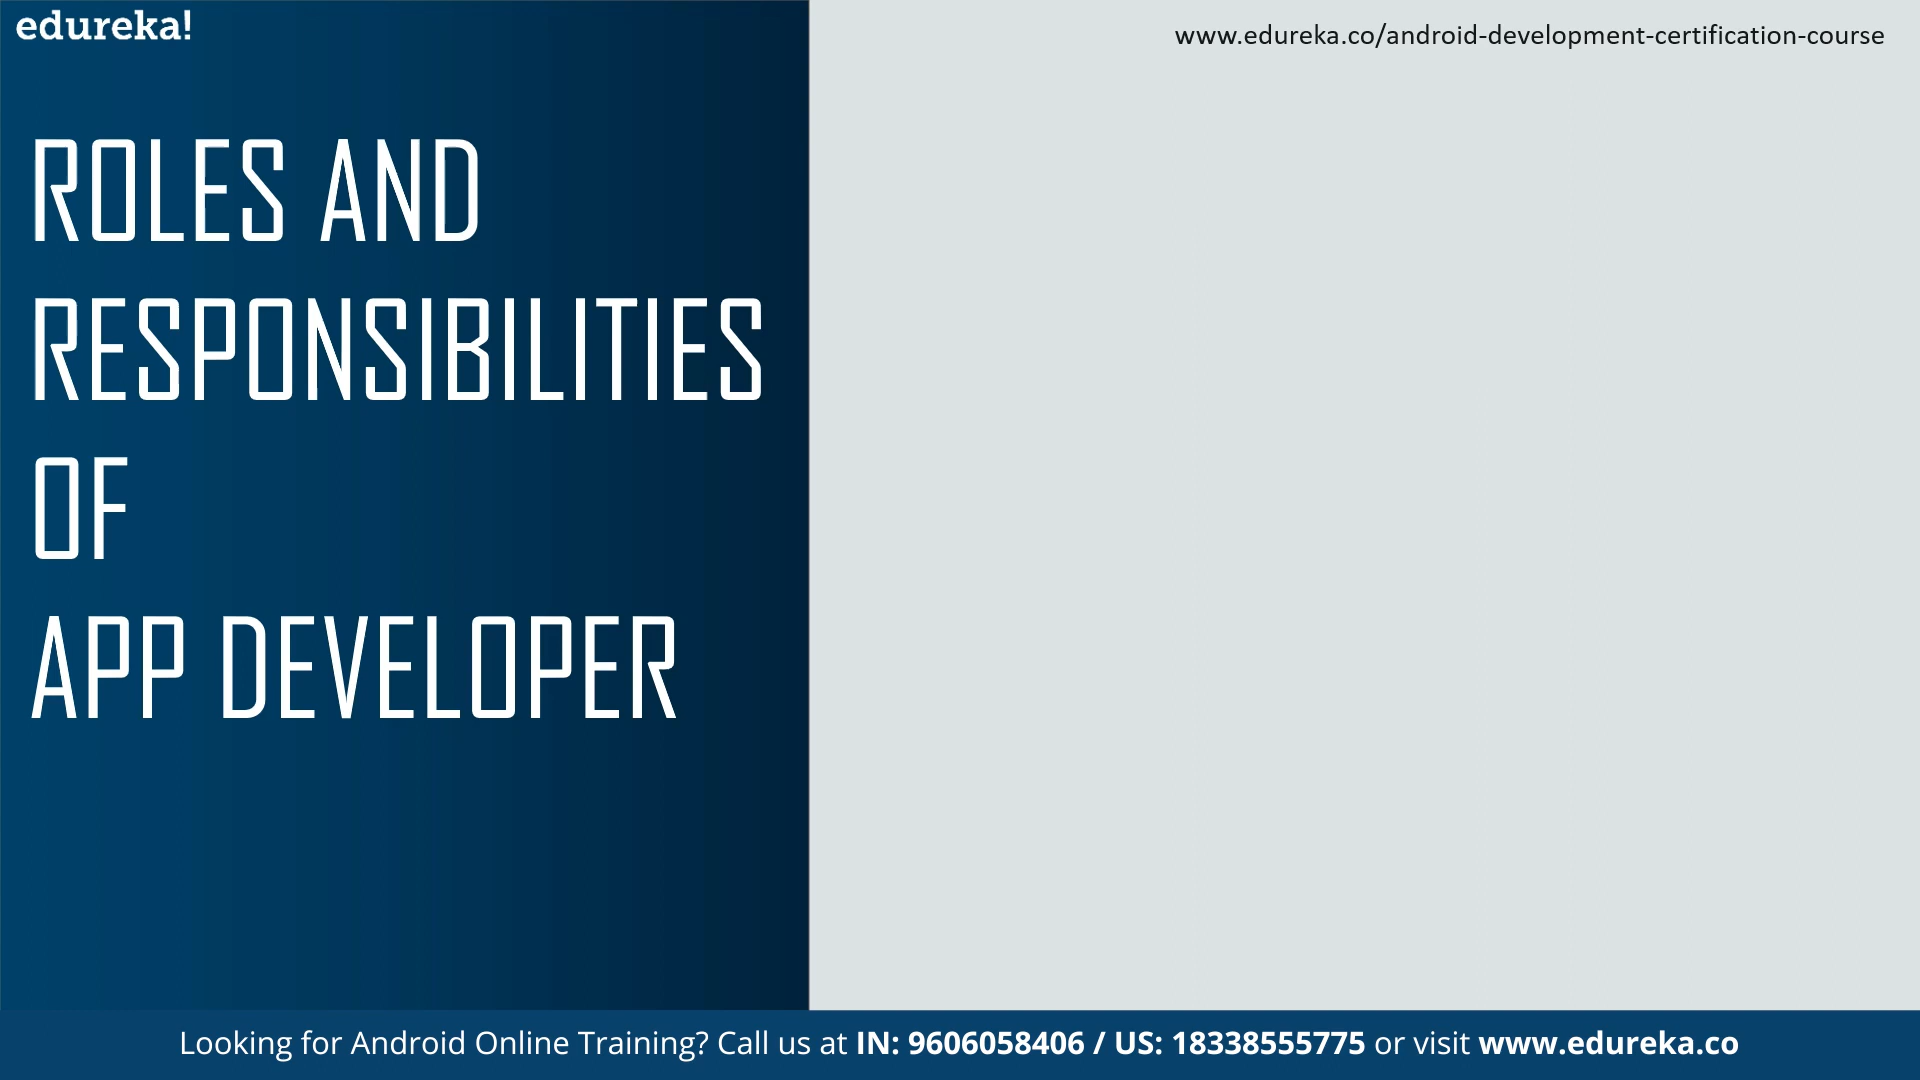 edureka!
www.edureka.co/android-development-certification-course
ROLES AND
RESPONSIBILITIES
OF
APP DEVELOPER
Looking for Android Online Training? Call us at IN: 9606058406 / US: 18338555775 or visit www.edureka.co